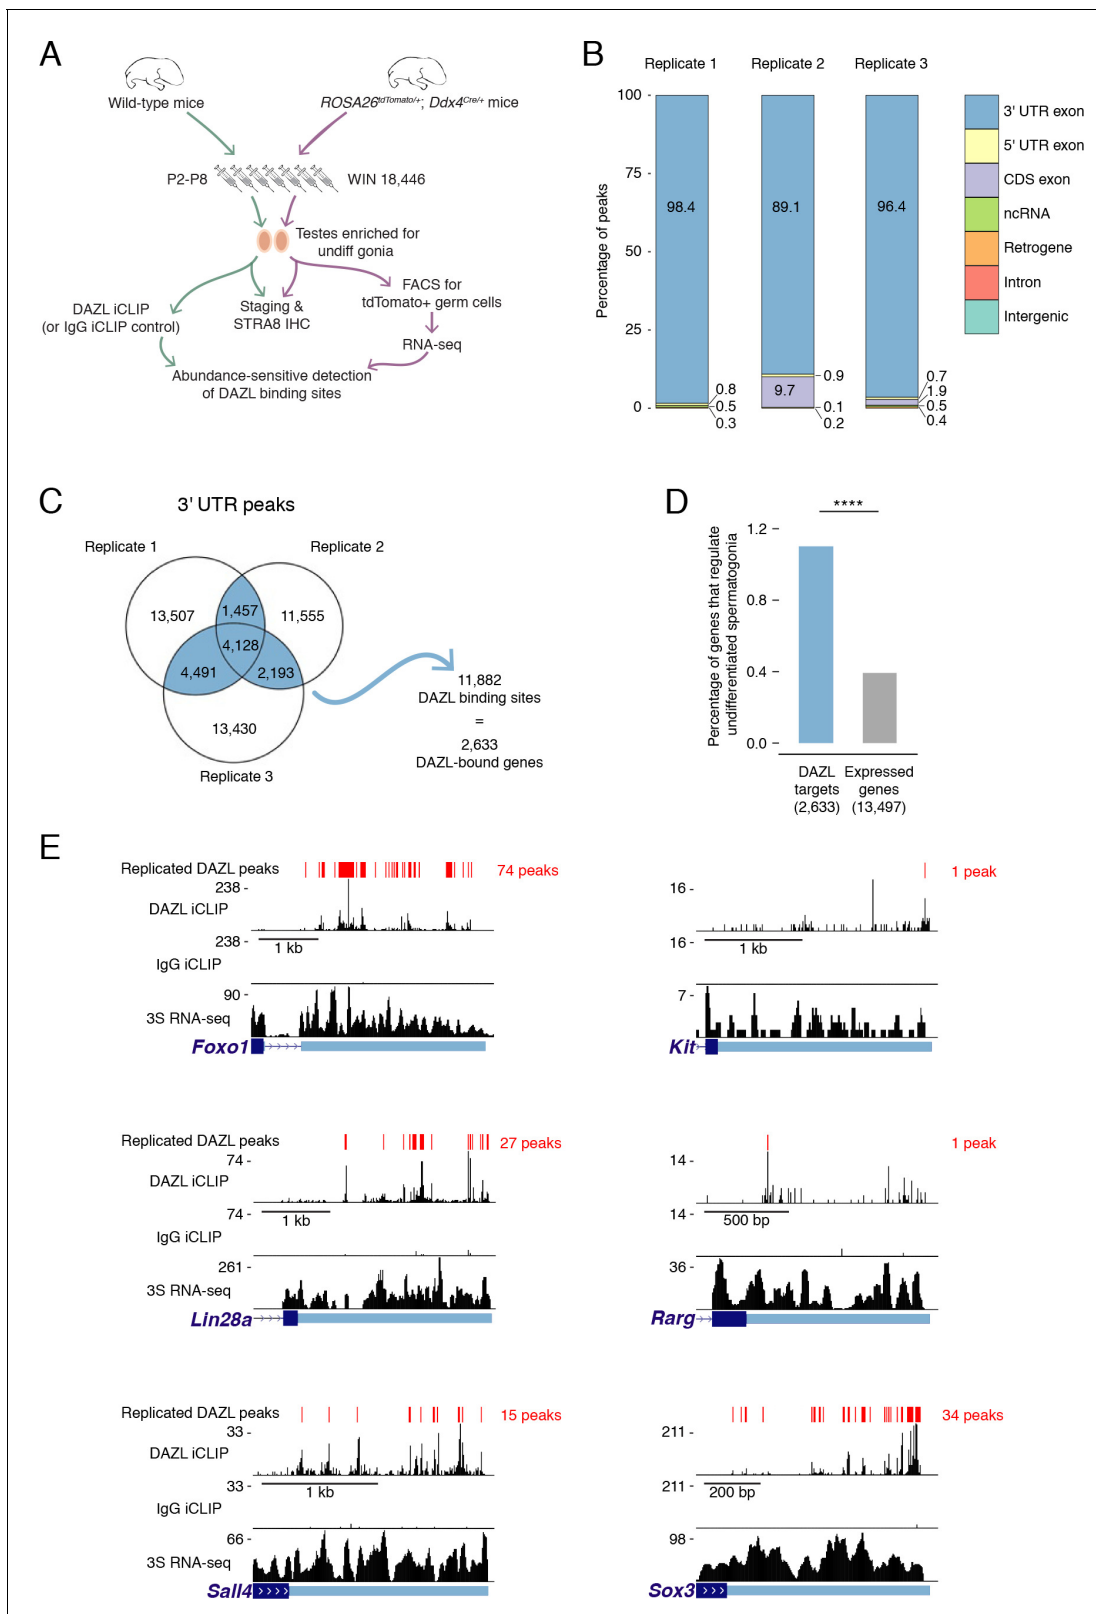 A
Wild-type mice
ROSA26tdTomato/+; Ddx4Cre/+ mice
P2-P8
WIN 18,446
Testes enriched for
undiff gonia
FACS for
tdTomato+ germ cells
DAZL iCLIP
(or IgG iCLIP control)
Staging &
STRA8 IHC
RNA-seq
Abundance-sensitive detection
of DAZL binding sites
B
Replicate 1
Replicate 2
Replicate 3
Percentage of peaks
100
75
50
25
0
98.4
0.8
0.5
0.3
89.1
0.9
9.7
0.1
0.2
96.4
0.7
1.9
0.5
0.4
3' UTR exon
5' UTR exon
CDS exon
ncRNA
Retrogene
Intron
Intergenic
C
3' UTR peaks
Replicate 1
Replicate 2
13,507
1,457
11,555
4,128
4,491
2,193
13,430
Replicate 3
11,882
DAZL binding sites
=
2,633
DAZL-bound genes
D
Percentage of genes that regulate
undifferentiated spermatogonia
****
1.2
0.8
0.4
0.0
DAZL
targets
(2,633)
Expressed
genes
(13,497)
E
Replicated DAZL peaks
74 peaks
238
DAZL iCLIP
238
1 kb
IgG iCLIP
90
3S RNA-seq
Foxo1
1 peak
16
16
1 kb
7
Kit
Replicated DAZL peaks
27 peaks
74
DAZL iCLIP
74
1 kb
IgG iCLIP
261
3S RNA-seq
Lin28a
1 peak
14
14
500 bp
36
Rarg
Replicated DAZL peaks
15 peaks
33
DAZL iCLIP
33
1 kb
IgG iCLIP
66
3S RNA-seq
Sall4
34 peaks
211
211
200 bp
98
Sox3